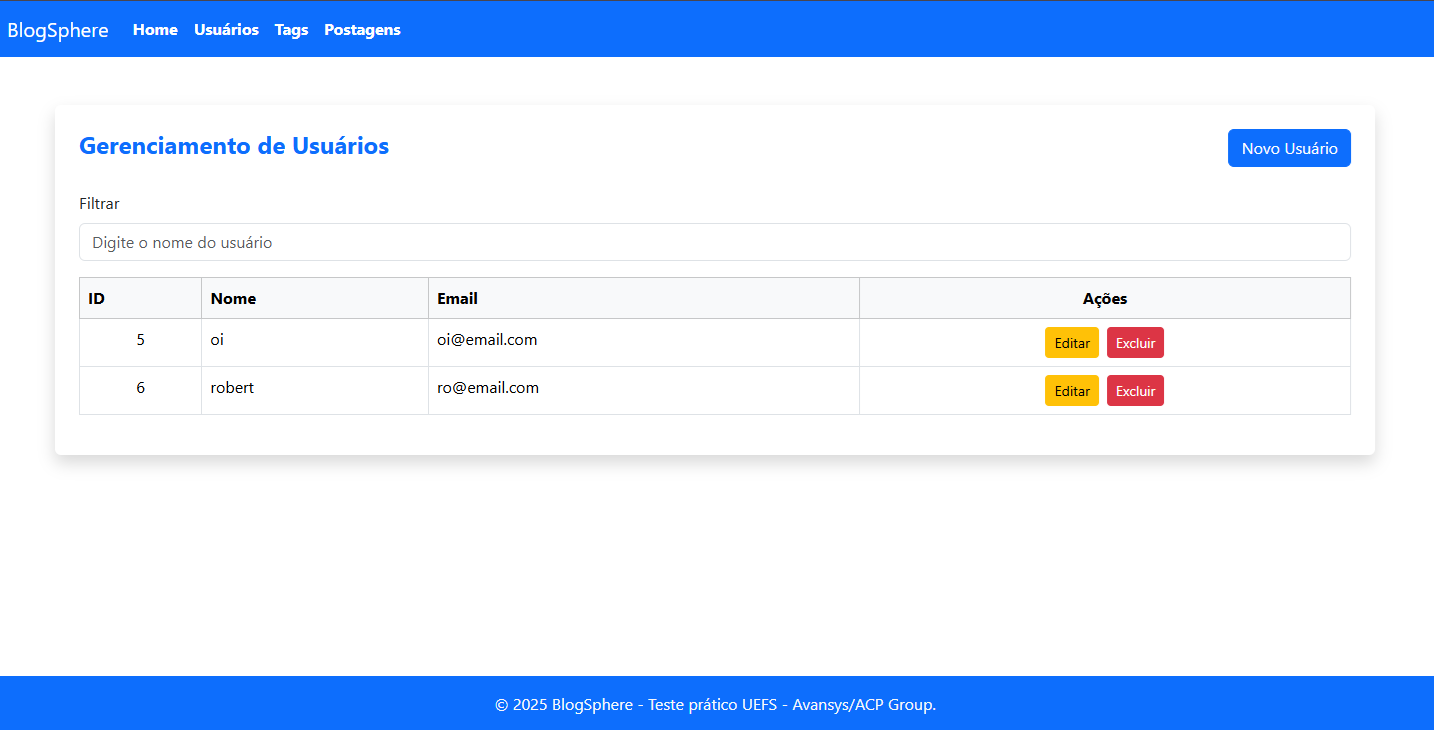 BlogSphere Home Usuários Tags Postagens
Gerenciamento de Usuários Novo Usuário
Filtrar
Digite o nome do usuário
ID Nome Email Ações
5 oi oi@email.com Editar Excluir
6 robert ro@email.com Editar Excluir
© 2025 BlogSphere - Teste prático UEFS - Avansys/ACP Group.